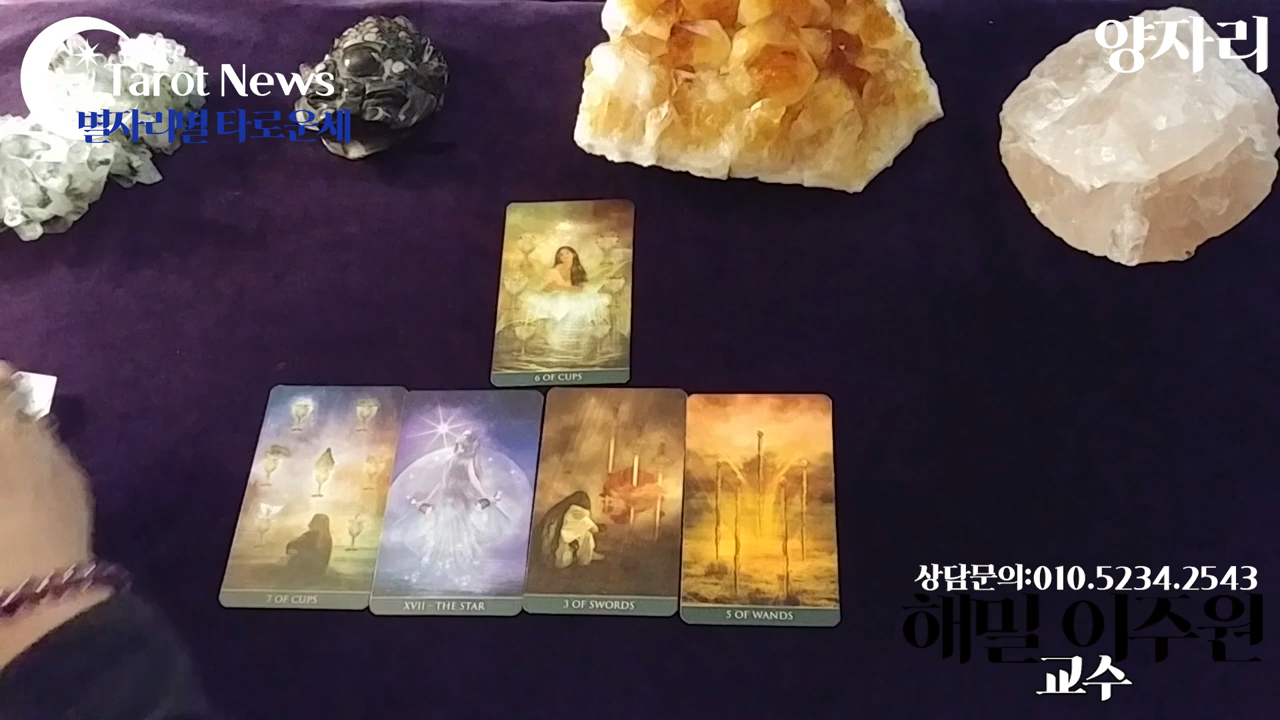 Tarot News
별자리별 타로운세
양자리
6 OF CUPS
7 OF CUPS
XVII - THE STAR
3 OF SWORDS
5 OF WANDS
상담문의:010.5234.2543
해밀 이주원
교수